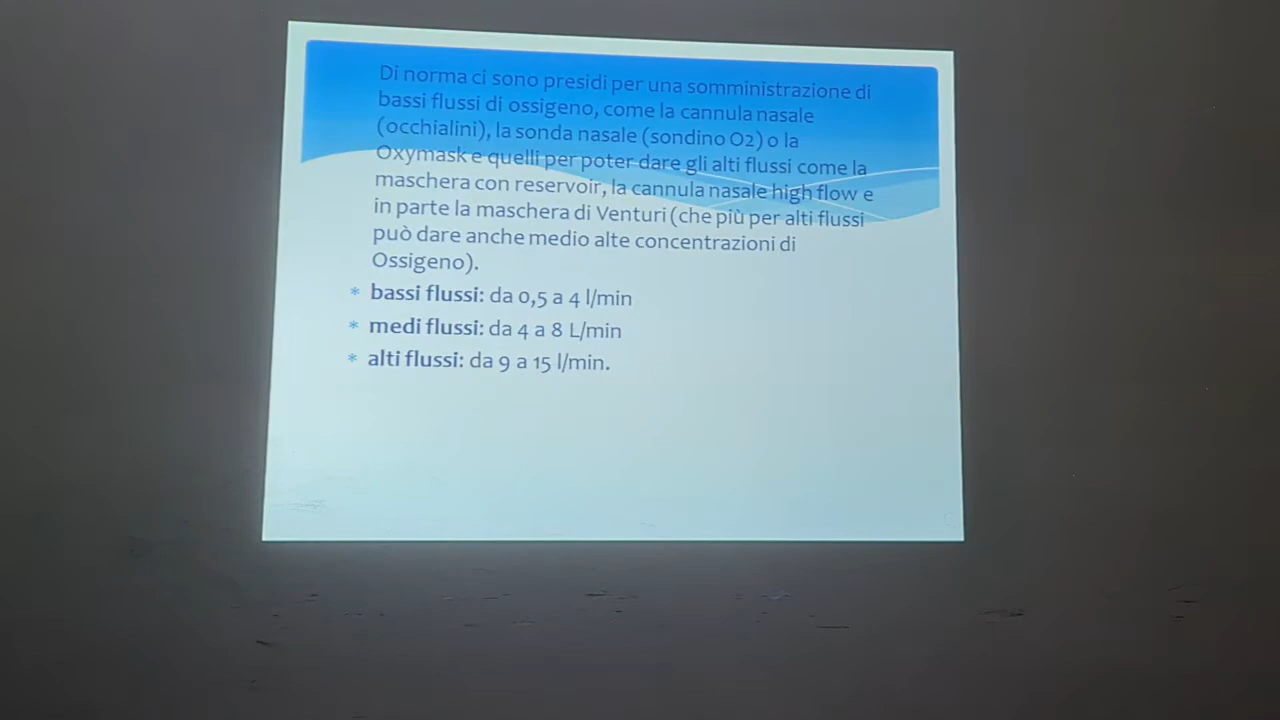 Di norma ci sono presidi per una somministrazione di
bassi flussi di ossigeno, come la cannula nasale
(occhialini), la sonda nasale (sondino O2) o la
Oxymask e quelli per poter dare gli alti flussi come la
maschera con reservoir, la cannula nasale high flow e
in parte la maschera di Venturi (che più per alti flussi
può dare anche medio alte concentrazioni di
Ossigeno).
* bassi flussi: da 0,5 a 4 l/min
* medi flussi: da 4 a 8 L/min
* alti flussi: da 9 a 15 l/min.